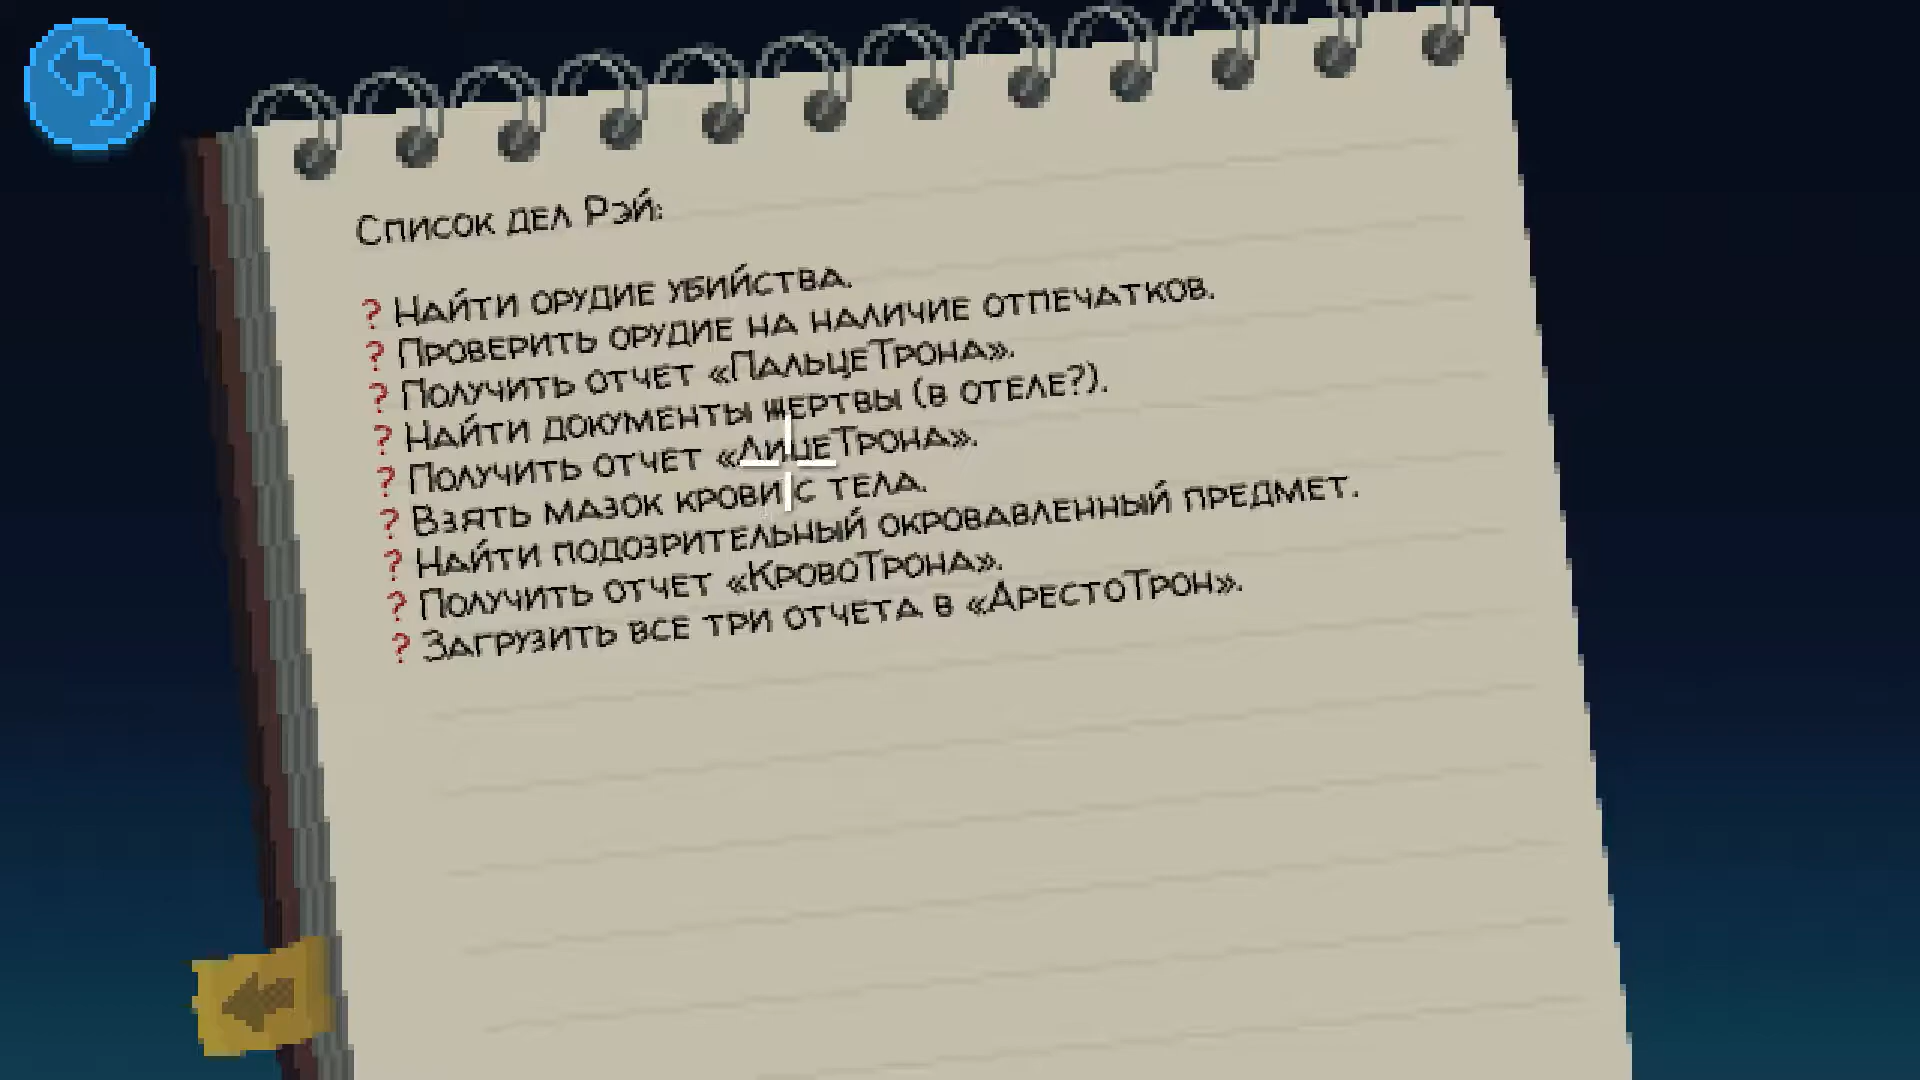 Список дел Рэй:
? Найти орудие убийства.
? Проверить орудие на наличие отпечатков.
? Получить отчет «ПальцеТрона».
? Найти документы жертвы (в отеле?).
? Получить отчет «ЛицеТрона».
? Взять мазок крови с тела.
? Найти подозрительный окровавленный предмет.
? Получить отчет «КровоТрона».
? Загрузить все три отчета в «АрестоТрон».